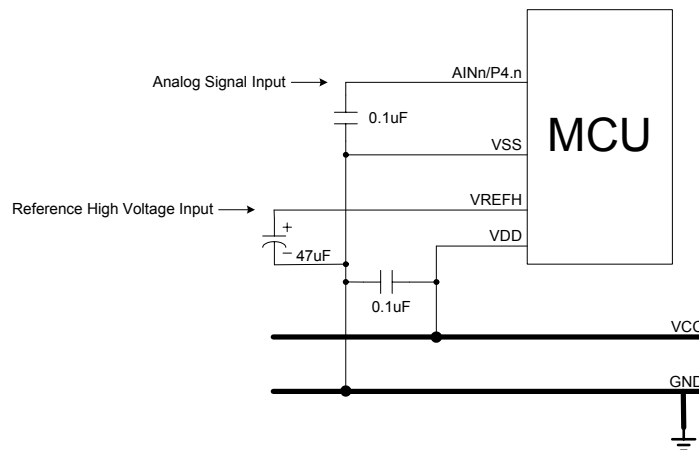 AINn/P4.n
Analog Signal Input
0.1uF
MCU
VSS
VREFH
Reference High Voltage Input
+
VDD
− 47uF
0.1uF
VCC
GND